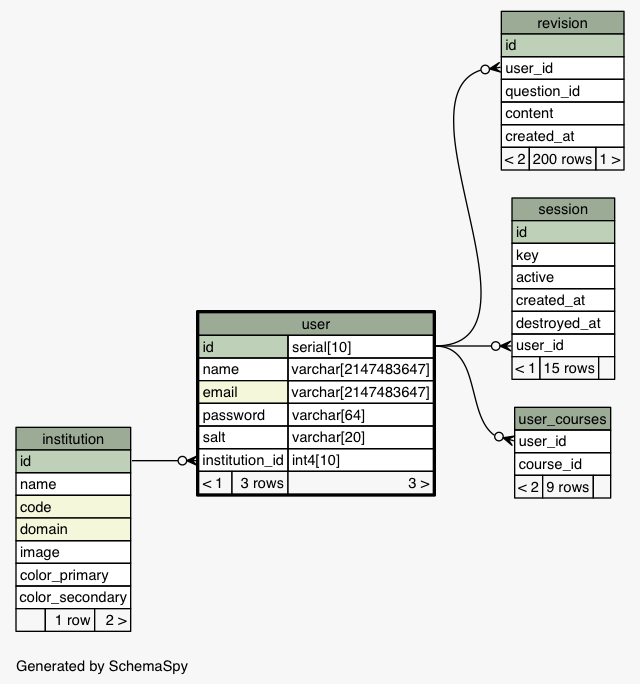 revision
id
user_id
question_id
content
created_at
< 2 200 rows 1 >
session
id
key
active
created_at
destroyed_at
user_id
< 1 15 rows
user
id serial[10]
name varchar[2147483647]
email varchar[2147483647]
password varchar[64]
salt varchar[20]
institution_id int4[10]
< 1 3 rows 3 >
user_courses
user_id
course_id
< 2 9 rows
institution
id
name
code
domain
image
color_primary
color_secondary
1 row 2 >
Generated by SchemaSpy